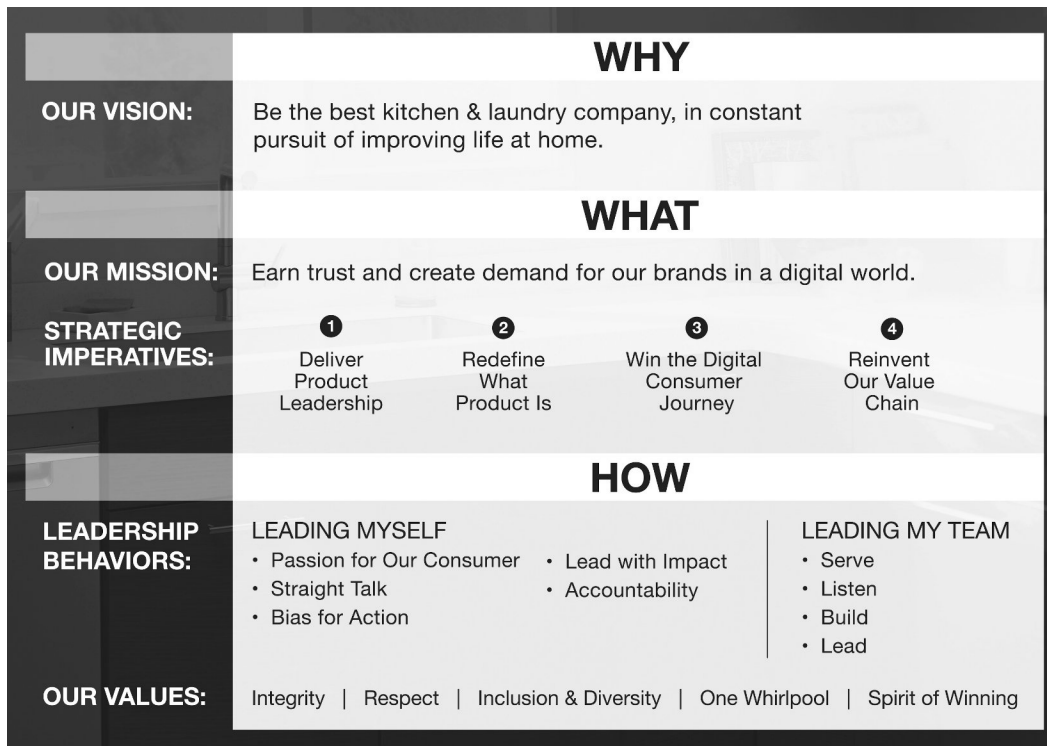 WHY
OUR VISION:
Be the best kitchen & laundry company, in constant
pursuit of improving life at home.
WHAT
OUR MISSION:
Earn trust and create demand for our brands in a digital world.
STRATEGIC
IMPERATIVES:
1
Deliver
Product
Leadership
2
Redefine
What
Product Is
3
Win the Digital
Consumer
Journey
4
Reinvent
Our Value
Chain
HOW
LEADERSHIP
BEHAVIORS:
LEADING MYSELF
• Passion for Our Consumer
• Straight Talk
• Bias for Action
• Lead with Impact
• Accountability
LEADING MY TEAM
• Serve
• Listen
• Build
• Lead
OUR VALUES:
Integrity | Respect | Inclusion & Diversity | One Whirlpool | Spirit of Winning